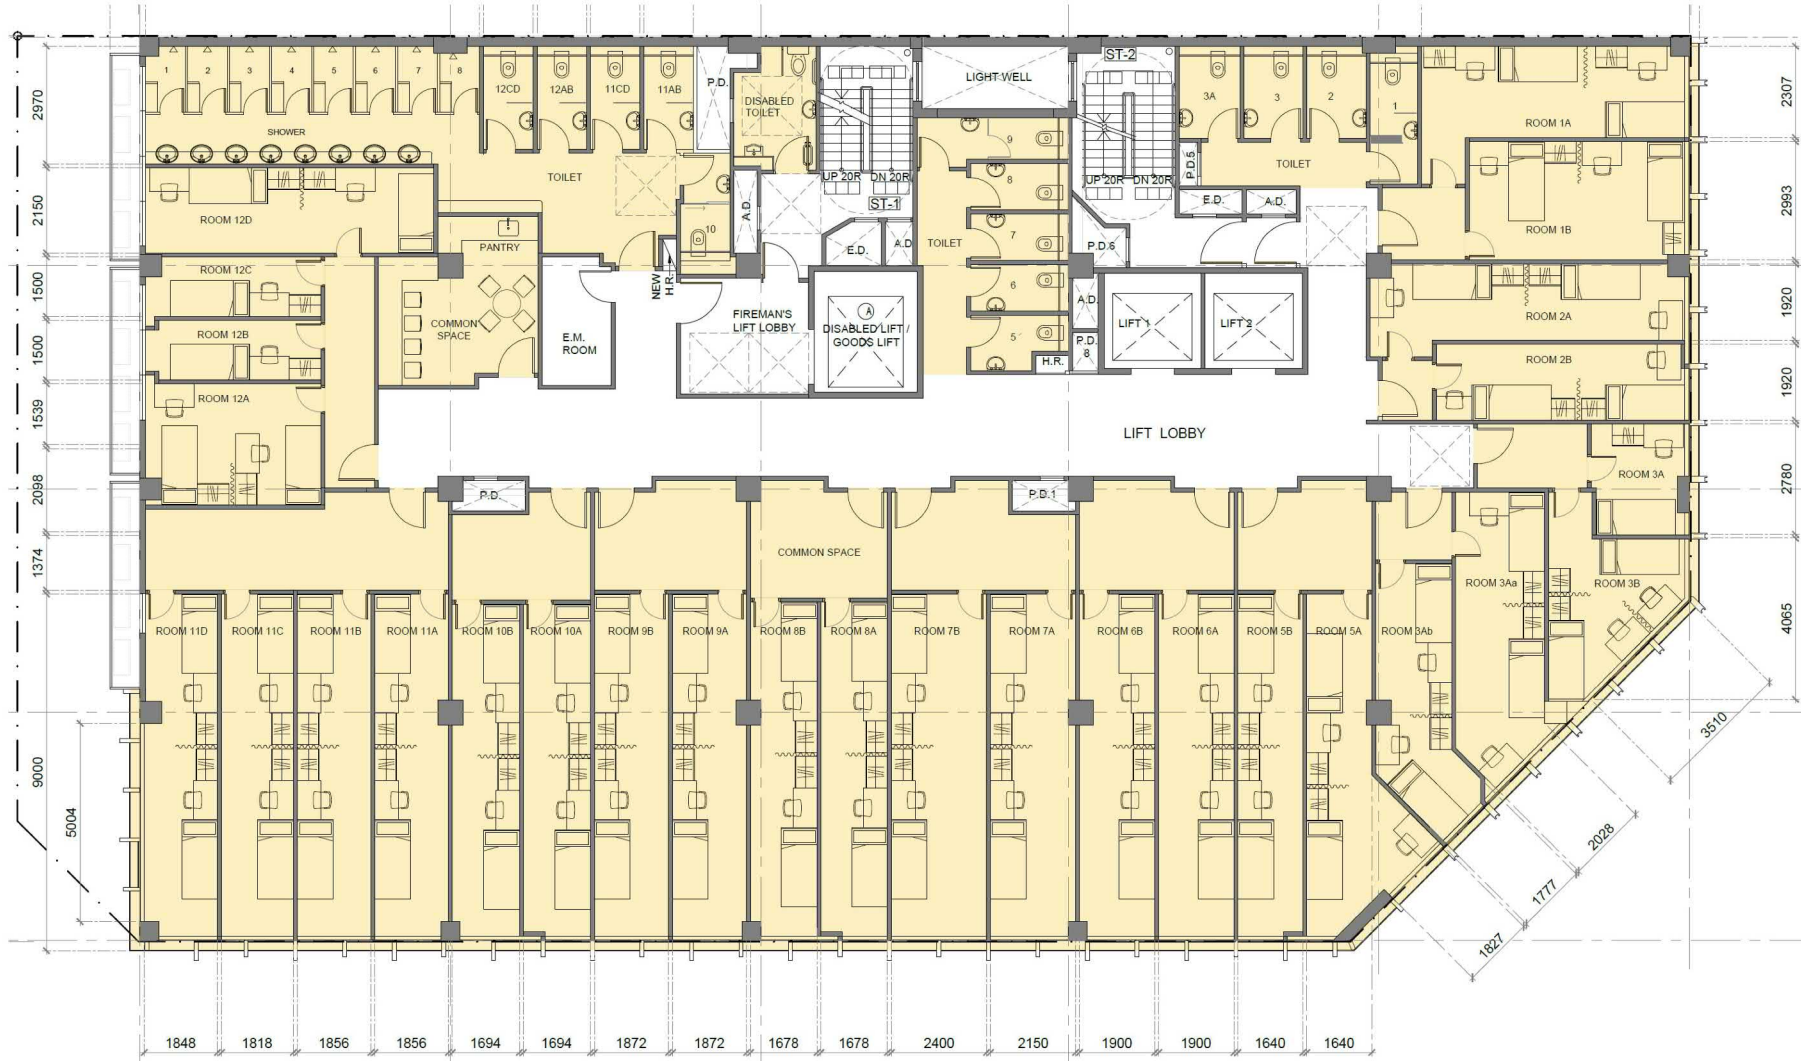 1
2
3
4
5
6
7
8
12CD
12AB
11CD
11AB
P.D.
DISABLED
TOILET
LIGHT WELL
ST-2
3A
3
2
1
ROOM 1A
2970
2307
SHOWER
TOILET
UP 20R
DN 20R
ST-1
9
8
7
6
5
TOILET
UP 20R
DN 20R
P.D.5
TOILET
E.D.
A.D.
P.D.6
2150
ROOM 12D
PANTRY
10
A.D.
E.D.
A.D
ROOM 1B
2993
ROOM 12C
1500
NEW
H.R.
COMMON
SPACE
E.M.
ROOM
FIREMAN'S
LIFT LOBBY
A
DISABLED LIFT /
GOODS LIFT
A.D.
P.D.
8
H.R.
LIFT 1
LIFT 2
ROOM 2A
1920
ROOM 12B
1500
ROOM 2B
1920
ROOM 12A
1539
LIFT LOBBY
ROOM 3A
2780
2098
P.D.
P.D.1
1374
COMMON SPACE
ROOM 3Aa
ROOM 3B
4065
ROOM 11D
ROOM 11C
ROOM 11B
ROOM 11A
ROOM 10B
ROOM 10A
ROOM 9B
ROOM 9A
ROOM 8B
ROOM 8A
ROOM 7B
ROOM 7A
ROOM 6B
ROOM 6A
ROOM 5B
ROOM 5A
ROOM 3Ab
9000
5004
3510
2028
1777
1827
1848
1818
1856
1856
1694
1694
1872
1872
1678
1678
2400
2150
1900
1900
1640
1640